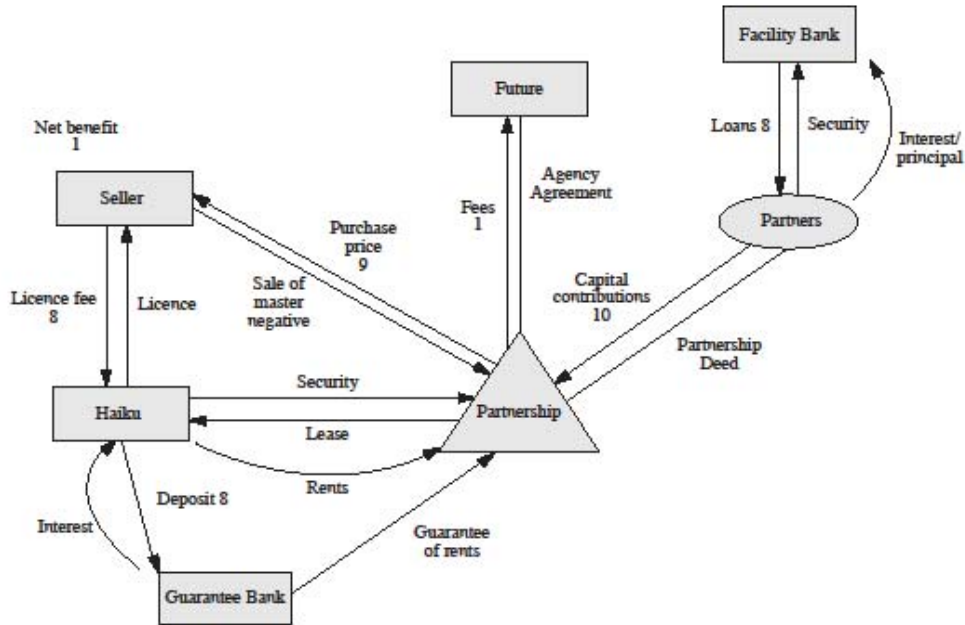 Facility Bank
Future
Loans 8
Security
Interest/
principal
Net benefit
1
Seller
Agency
Agreement
Fees
1
Partners
Purchase
price
9
Sale of
master
negative
Licence fee
8
Licence
Capital
contributions
10
Partnership
Deed
Security
Haiku
Partnership
Lease
Rents
Deposit 8
Interest
Guarantee
of rents
Guarantee Bank